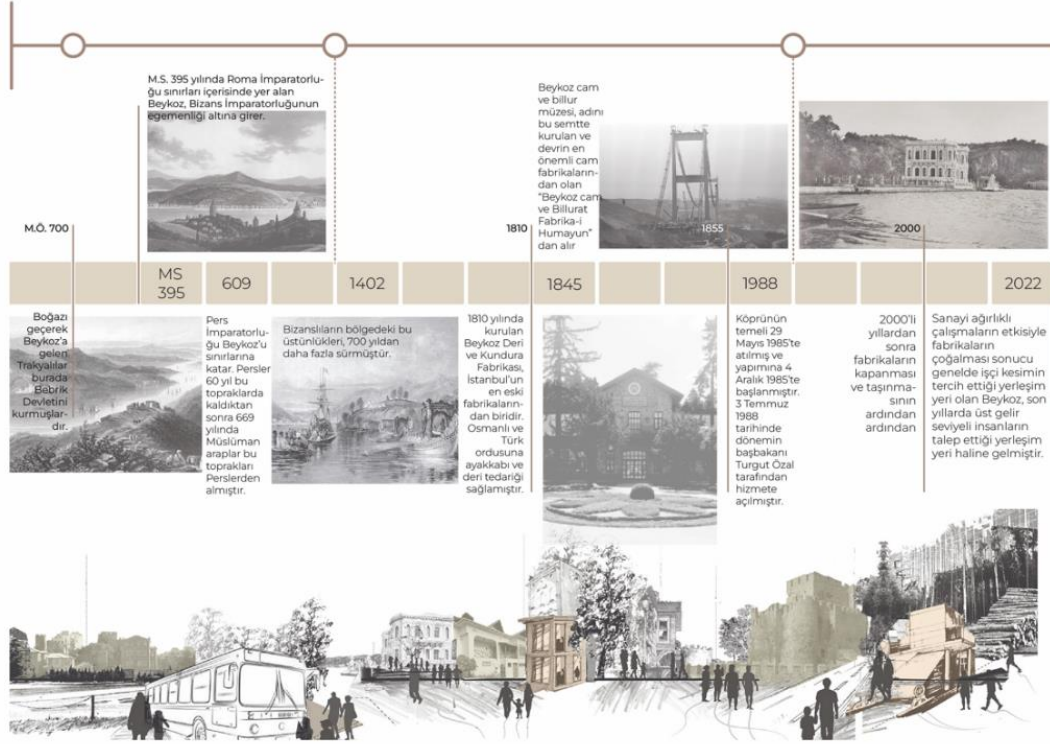 M.S. 395 yılında Roma İmparatorlu-
ğu sınırları içerisinde yer alan
Beykoz, Bizans İmparatorluğunun
egemenliği altına girer.
Beykoz cam
ve billur
müzesi, adını
bu semtte
kurulan ve
devrin en
önemli cam
fabrikaların-
dan olan
"Beykoz cam
ve Billurat
Fabrika-i
Humayun"
dan alır
M.Ö. 700
1810
1855
2000
MS
395
609
1402
1845
1988
2022
Boğazı
geçerek
Beykoz'a
gelen
Trakyalılar
burada
Bebrik
Devletini
kurmuşlar-
dır.
Pers
İmparatorlu-
ğu Beykoz'u
sınırlarına
katar. Persler
60 yıl bu
topraklarda
kaldıktan
sonra 669
yılında
Müslüman
araplar bu
toprakları
Perslerden
almıştır.
Bizanslıların bölgedeki bu
üstünlükleri, 700 yıldan
daha fazla sürmüştür.
1810 yılında
kurulan
Beykoz Deri
ve Kundura
Fabrikası,
İstanbul'un
en eski
fabrikaların-
dan biridir.
Osmanlı ve
Türk
ordusuna
ayakkabı ve
deri tedariği
sağlamıştır.
Köprünün
temeli 29
Mayıs 1985'te
atılmış ve
yapımına 4
Aralık 1985'te
başlanmıştır.
3 Temmuz
1988
tarihinde
dönemin
başbakanı
Turgut Özal
tarafından
hizmete
açılmıştır.
2000'li
yıllardan
sonra
fabrikaların
kapanması
ve taşınma-
sının
ardından
ardından
Sanayi ağırlıklı
çalışmaların etkisiyle
fabrikaların
çoğalması sonucu
genelde işçi kesimin
tercih ettiği yerleşim
yeri olan Beykoz, son
yıllarda üst gelir
seviyeli insanların
talep ettiği yerleşim
yeri haline gelmiştir.